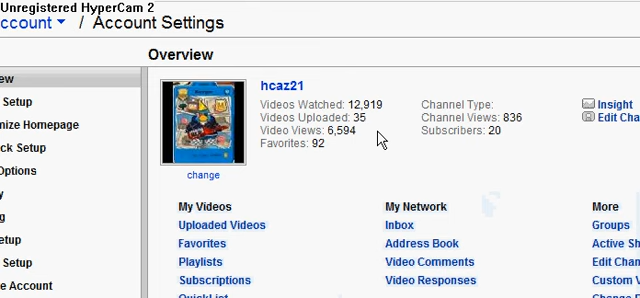 Unregistered HyperCam 2
ccount / Account Settings
Overview
ew
Setup
mize Homepage
ck Setup
Options
y
g
etup
Setup
e Account
hcaz21
Videos Watched: 12,919
Videos Uploaded: 35
Video Views: 6,594
Favorites: 92
Channel Type:
Channel Views: 836
Subscribers: 20
Insight
Edit Cha
change
My Videos
Uploaded Videos
Favorites
Playlists
Subscriptions
QuickList
My Network
Inbox
Address Book
Video Comments
Video Responses
More
Groups
Active Sh
Edit Chan
Custom V